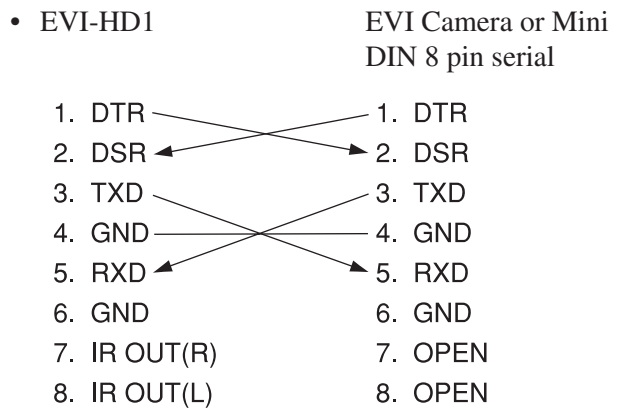 • EVI-HD1 EVI Camera or Mini
DIN 8 pin serial
1. DTR 1. DTR
2. DSR 2. DSR
3. TXD 3. TXD
4. GND 4. GND
5. RXD 5. RXD
6. GND 6. GND
7. IR OUT(R) 7. OPEN
8. IR OUT(L) 8. OPEN